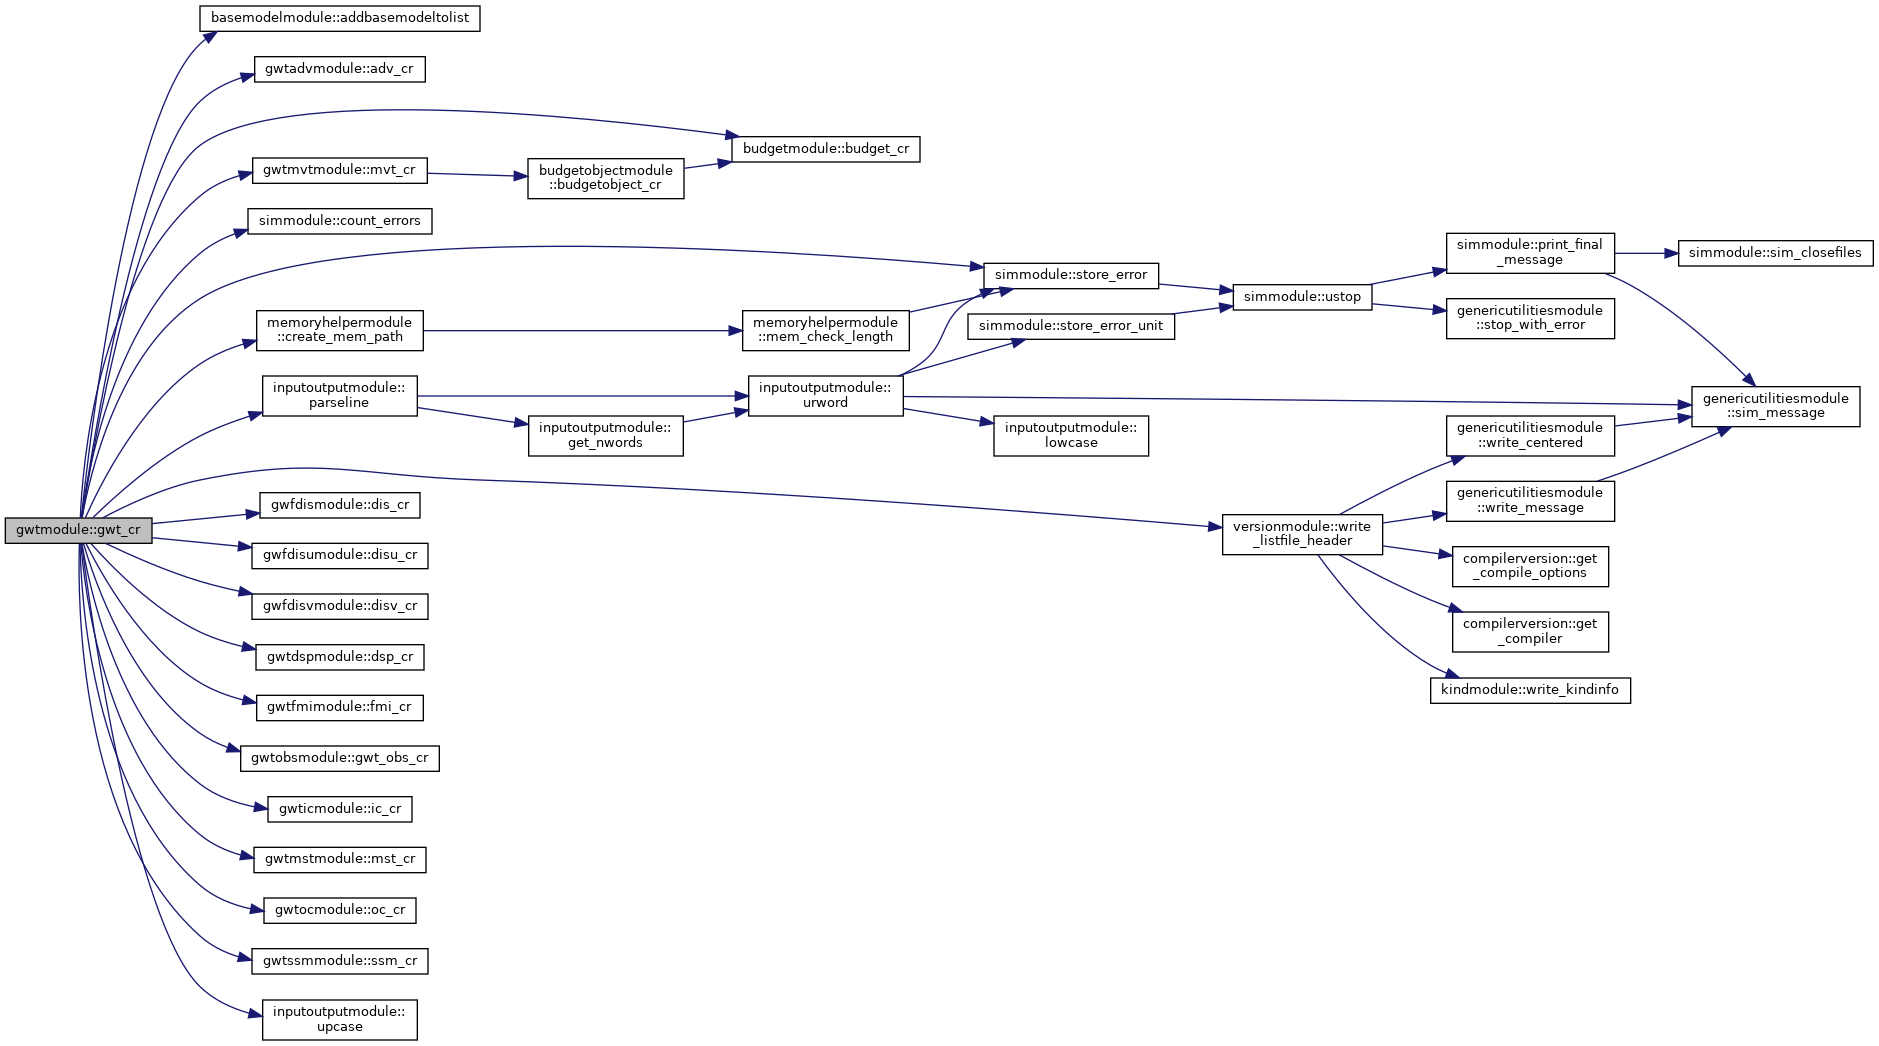 basemodelmodule::addbasemodeltolist
gwtadvmodule::adv_cr
budgetmodule::budget_cr
gwtmvtmodule::mvt_cr
budgetobjectmodule
::budgetobject_cr
simmodule::count_errors
simmodule::store_error
simmodule::print_final
_message
simmodule::sim_closefiles
simmodule::ustop
genericutilitiesmodule
::stop_with_error
memoryhelpermodule
::create_mem_path
memoryhelpermodule
::mem_check_length
simmodule::store_error_unit
inputoutputmodule::
parseline
inputoutputmodule::
urword
genericutilitiesmodule
::sim_message
inputoutputmodule::
get_nwords
inputoutputmodule::
lowcase
genericutilitiesmodule
::write_centered
genericutilitiesmodule
::write_message
gwfdismodule::dis_cr
gwtmodule::gwt_cr
versionmodule::write
_listfile_header
gwfdisumodule::disu_cr
compilerversion::get
_compile_options
gwfdisvmodule::disv_cr
compilerversion::get
_compiler
gwtdspmodule::dsp_cr
kindmodule::write_kindinfo
gwtfmimodule::fmi_cr
gwtobsmodule::gwt_obs_cr
gwticmodule::ic_cr
gwtmstmodule::mst_cr
gwtocmodule::oc_cr
gwtssmmodule::ssm_cr
inputoutputmodule::
upcase